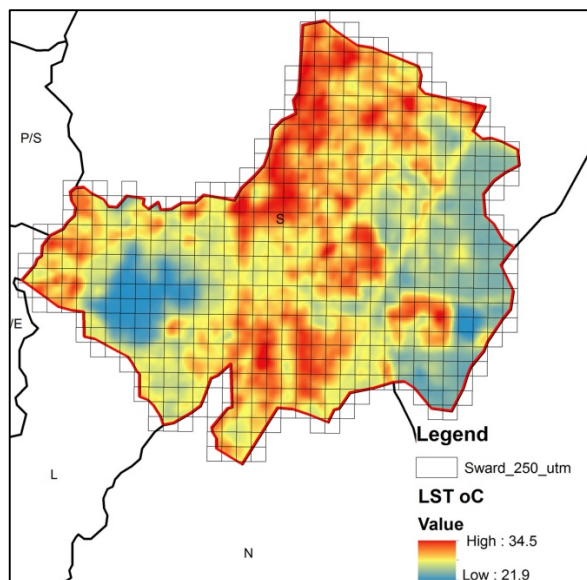 P/S
S
/E
L
N
Legend
Sward_250_utm
LST oC
Value
High : 34.5
Low : 21.9